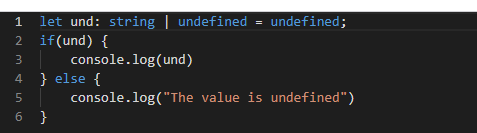 1 let und: string | undefined = undefined;
2 if(und) {
3     console.log(und)
4 } else {
5     console.log("The value is undefined")
6 }